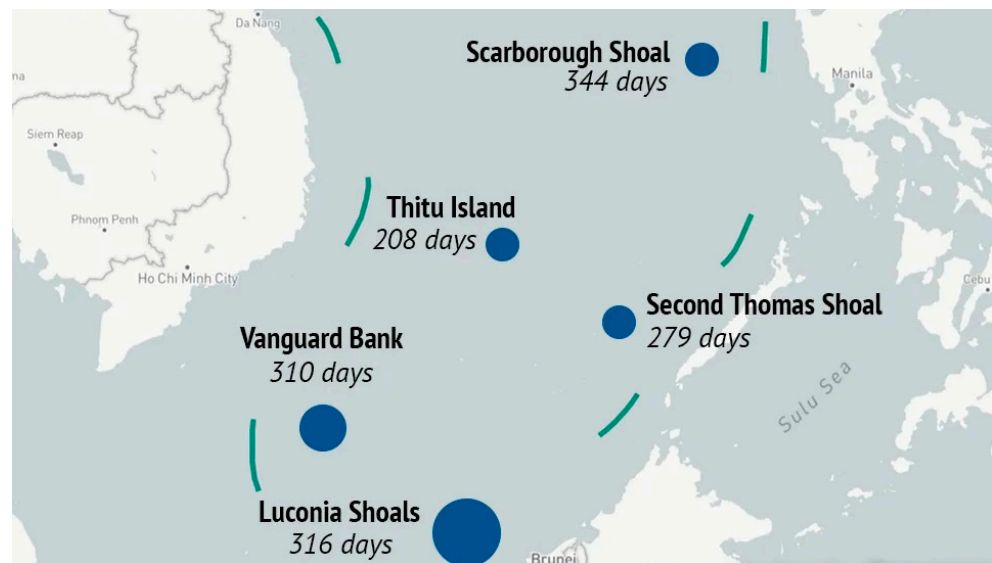 Da Nang
Scarborough Shoal
344 days
Manila
Siem Reap
Thitu Island
208 days
Phnom Penh
Ho Chi Minh City
Cebu
Second Thomas Shoal
279 days
Vanguard Bank
310 days
Sulu Sea
Luconia Shoals
316 days
Brunei